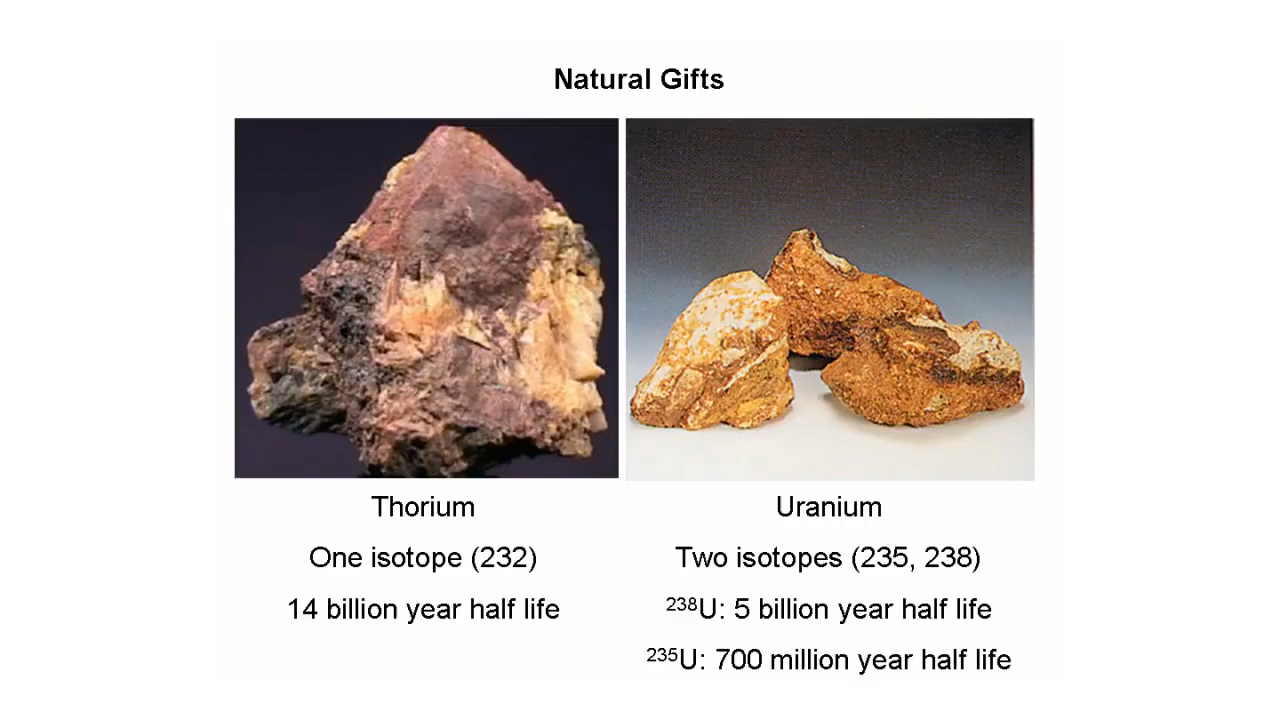 Natural Gifts
Thorium
One isotope (232)
14 billion year half life
Uranium
Two isotopes (235, 238)
²³⁸U: 5 billion year half life
²³⁵U: 700 million year half life